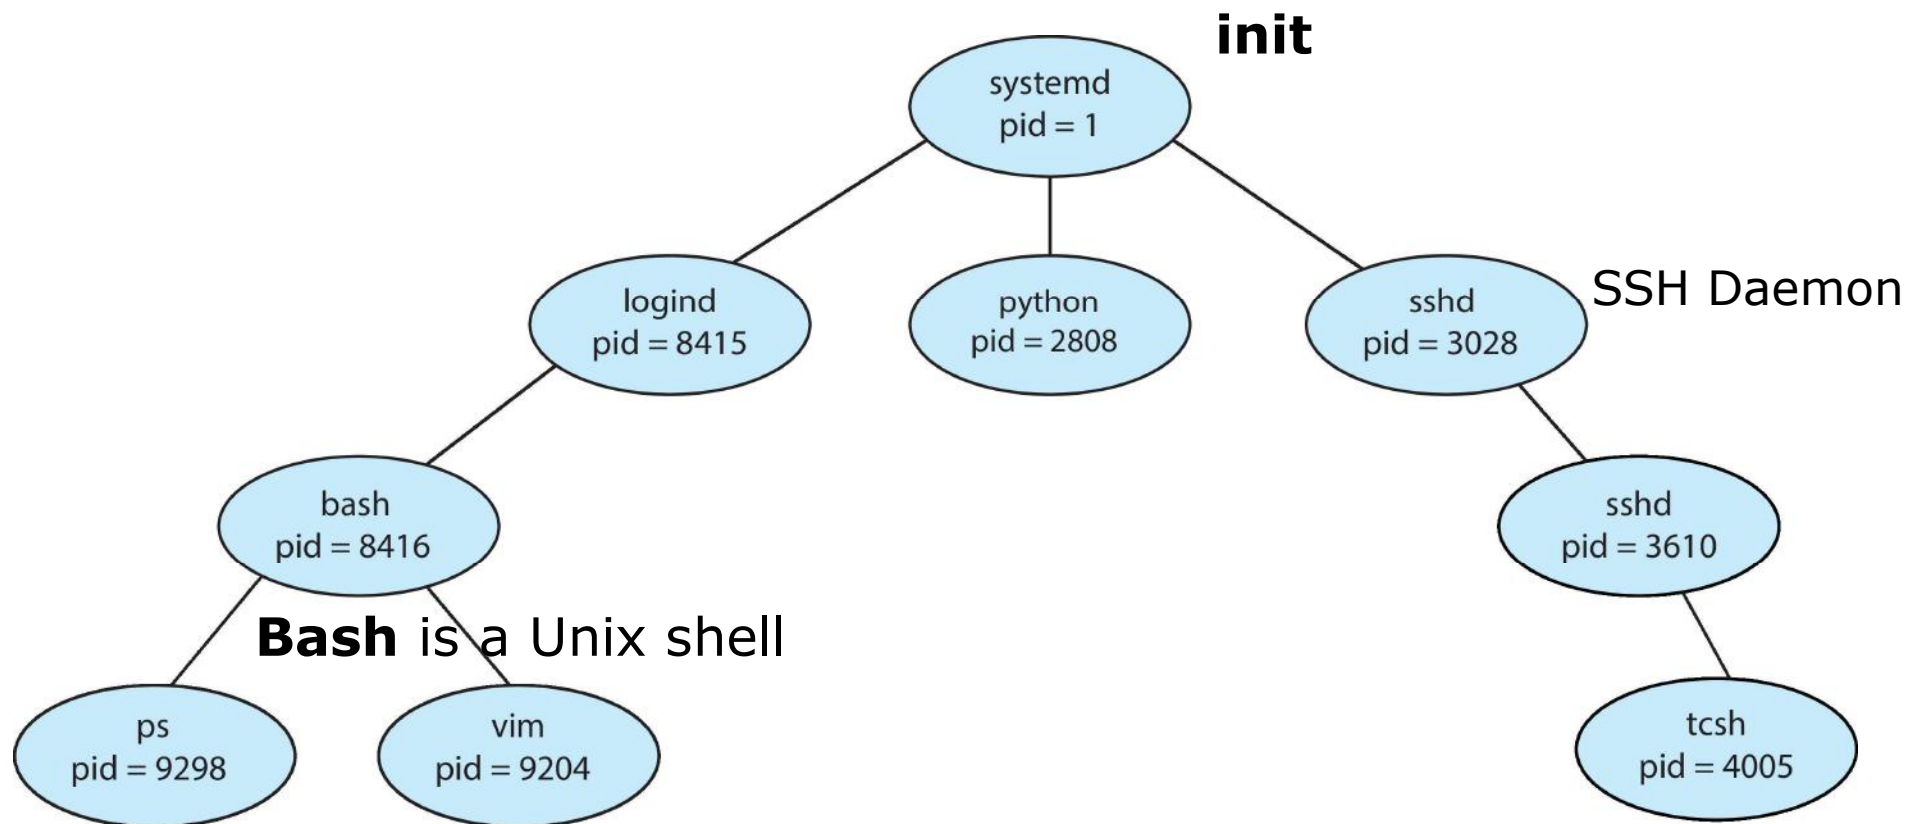 init
systemd
pid = 1
logind
pid = 8415
python
pid = 2808
sshd
pid = 3028
SSH Daemon
bash
pid = 8416
sshd
pid = 3610
Bash is a Unix shell
ps
pid = 9298
vim
pid = 9204
tcsh
pid = 4005